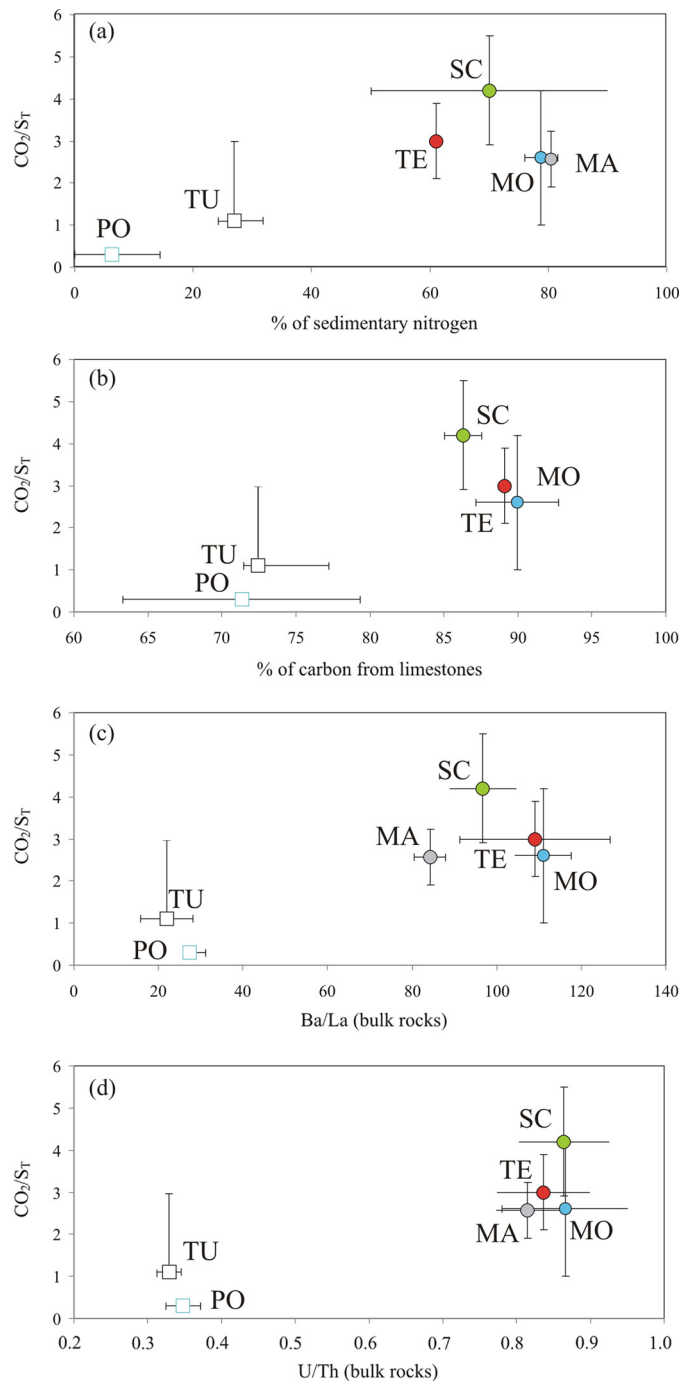 (a)
6
5
4
3
2
1
0
CO2/ST
SC
TE
MO
MA
TU
PO
0 20 40 60 80 100
% of sedimentary nitrogen
(b)
6
5
4
3
2
1
0
CO2/ST
SC
MO
TE
TU
PO
60 65 70 75 80 85 90 95 100
% of carbon from limestones
(c)
6
5
4
3
2
1
0
CO2/ST
SC
MA
TE
MO
TU
PO
0 20 40 60 80 100 120 140
Ba/La (bulk rocks)
(d)
6
5
4
3
2
1
0
CO2/ST
SC
TE
MA MO
TU
PO
0.2 0.3 0.4 0.5 0.6 0.7 0.8 0.9 1.0
U/Th (bulk rocks)